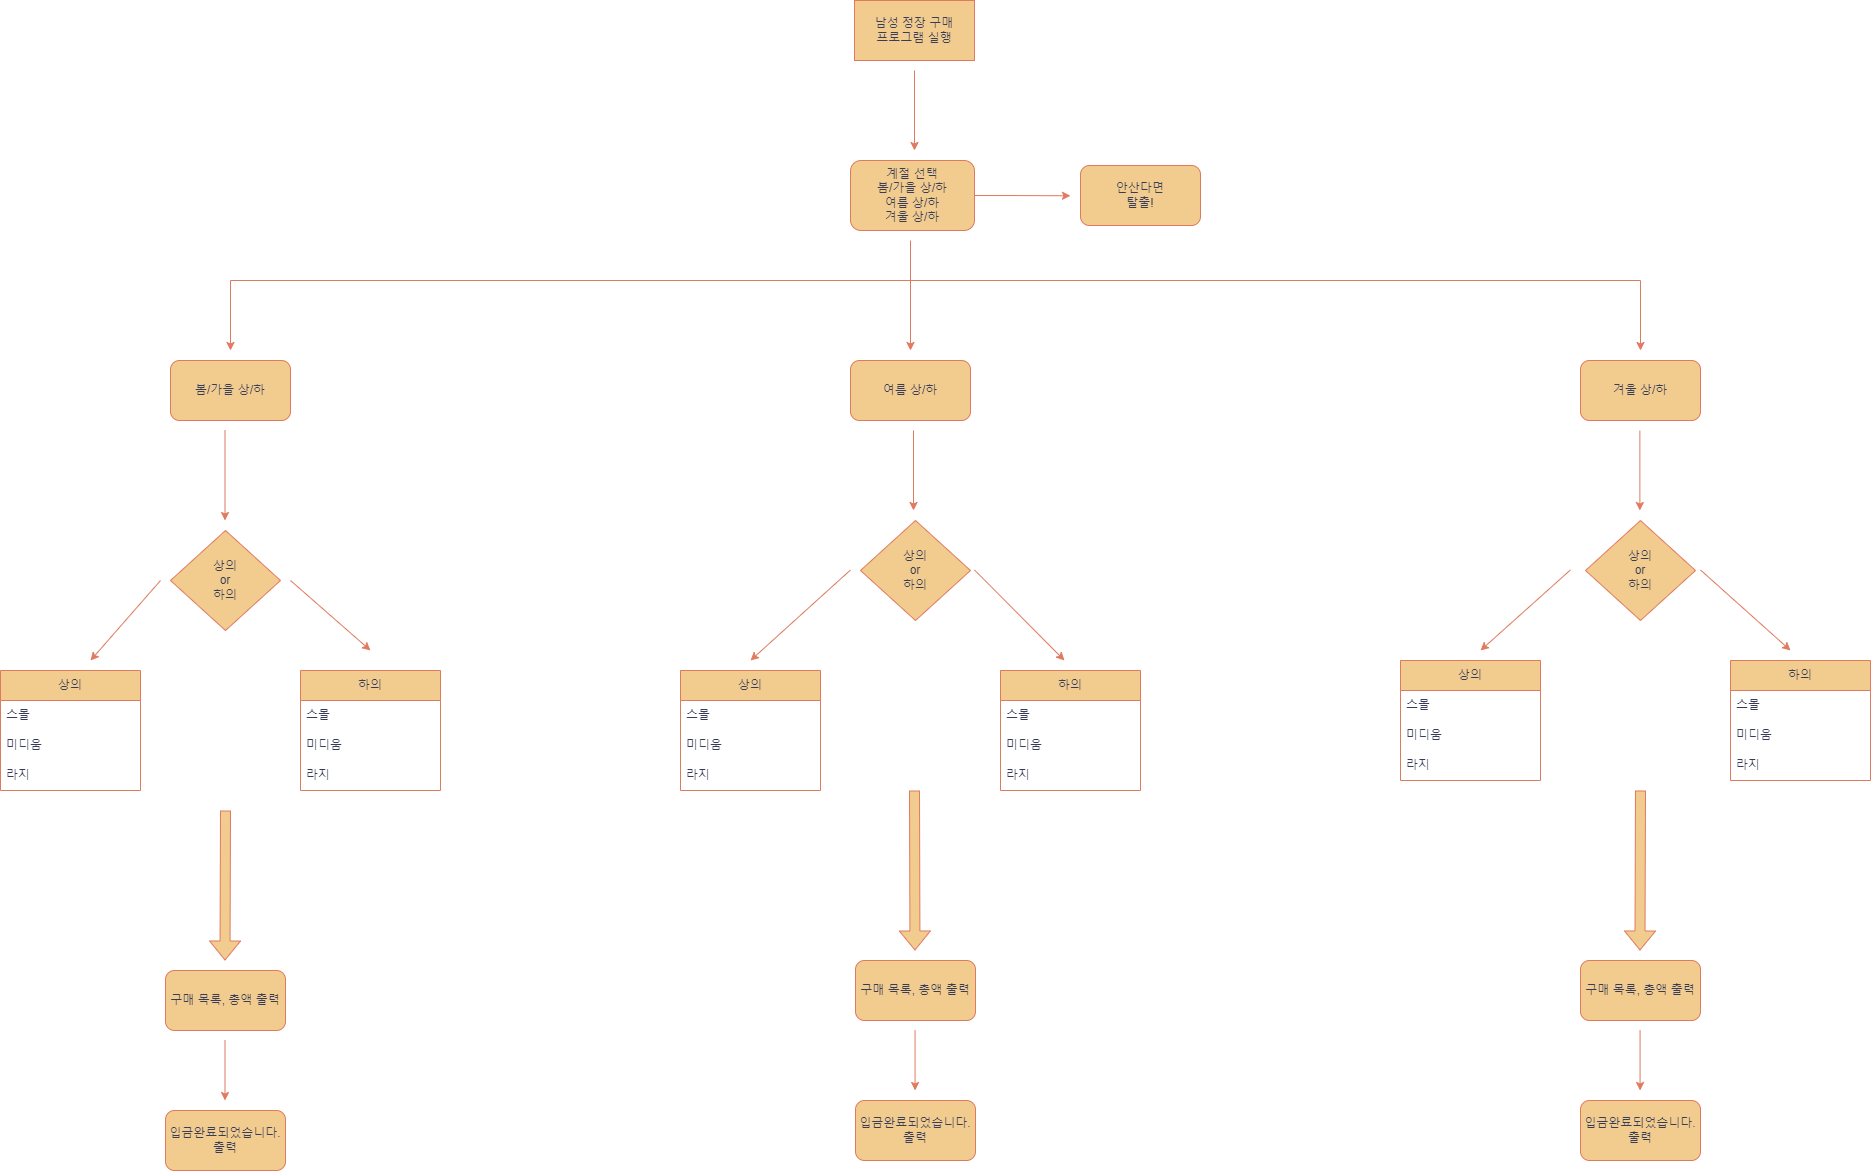 남성 정장 구매
프로그램 실행
계절 선택
봄/가을 상/하
여름 상/하
겨울 상/하
안산다면
탈출!
봄/가을 상/하
여름 상/하
겨울 상/하
상의
or
하의
상의
or
하의
상의
or
하의
상의
스몰
미디움
라지
하의
스몰
미디움
라지
상의
스몰
미디움
라지
하의
스몰
미디움
라지
상의
스몰
미디움
라지
하의
스몰
미디움
라지
구매 목록, 총액 출력
구매 목록, 총액 출력
구매 목록, 총액 출력
입금완료되었습니다.
출력
입금완료되었습니다.
출력
입금완료되었습니다.
출력